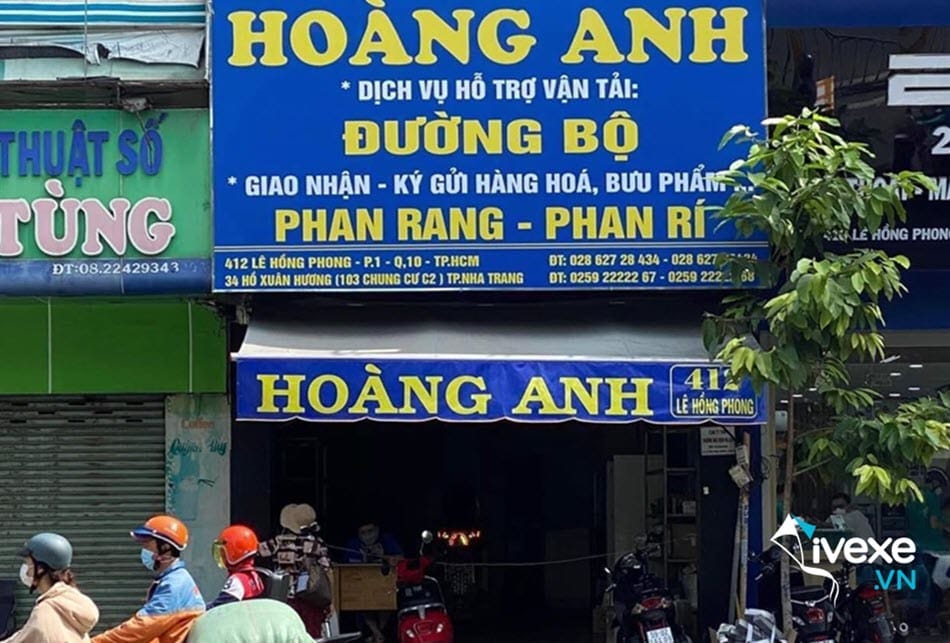 HOÀNG ANH
* DỊCH VỤ HỖ TRỢ VẬN TẢI:
ĐƯỜNG BỘ
* GIAO NHẬN - KÝ GỬI HÀNG HOÁ, BƯU PHẨM
PHAN RANG - PHAN RÍ
412 LÊ HỒNG PHONG - P.1 - Q,10 - TP.HCM
ĐT: 028 627 28 434 - 028 627
34 HỒ XUÂN HƯƠNG (103 CHUNG CƯ C2 ) TP.NHA TRANG
ĐT: 0259 22222 67 - 0259 68
THUẬT SỐ
TÙNG
ĐT:08.22429343
LÊ HỒNG PHONG
HOÀNG ANH
412
LÊ HỒNG PHONG
Coffee
ivexe
.VN